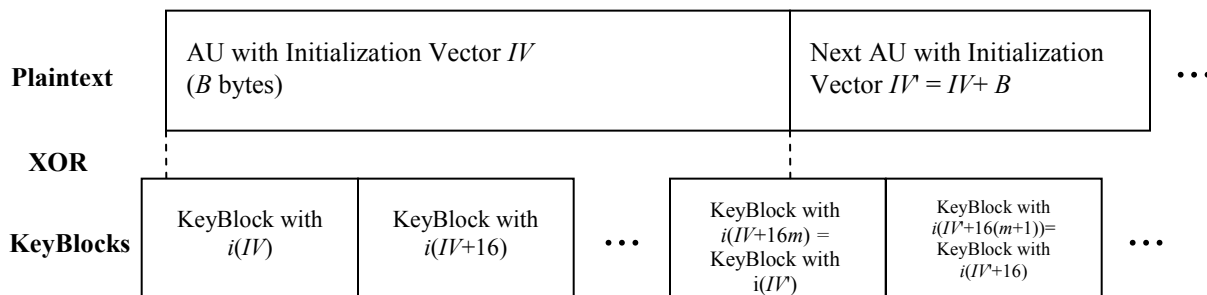 AU with Initialization Vector IV
(B bytes)
Next AU with Initialization
Vector IV' = IV+ B
Plaintext
...
XOR
KeyBlocks
KeyBlock with
i(IV)
KeyBlock with
i(IV+16)
...
KeyBlock with
i(IV+16m) =
KeyBlock with
i(IV')
KeyBlock with
i(IV'+16(m+1))=
KeyBlock with
i(IV'+16)
...